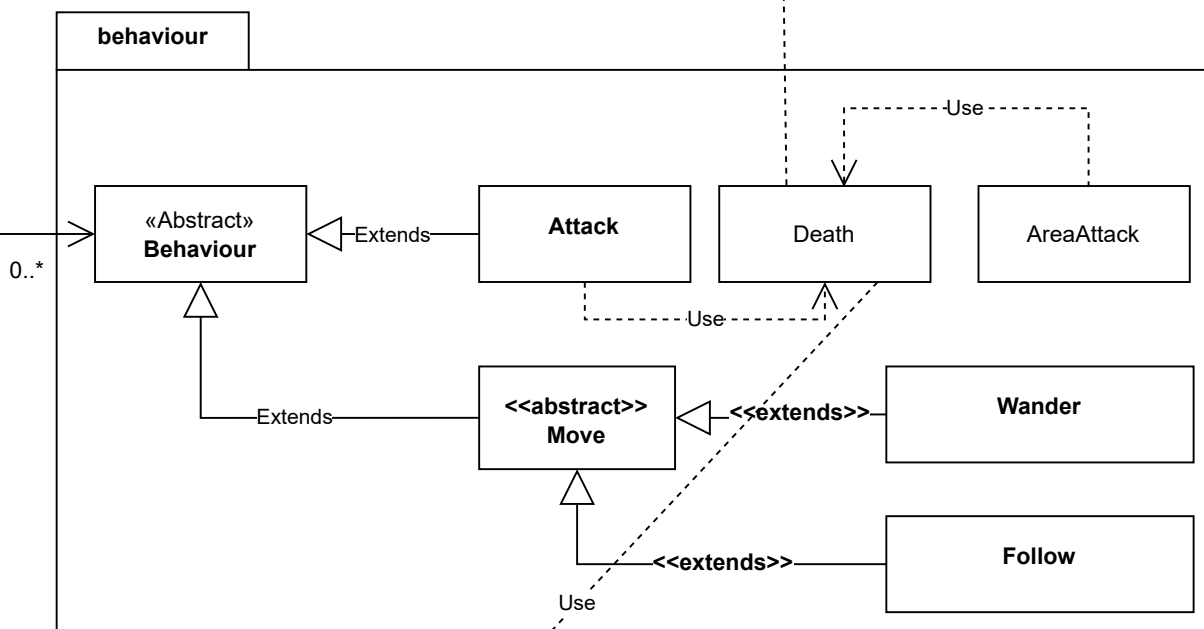 behaviour
Use
«Abstract»
Behaviour
Extends
Attack
Death
AreaAttack
0..*
Use
Extends
<<abstract>>
Move
<<extends>>
Wander
<<extends>>
Follow
Use